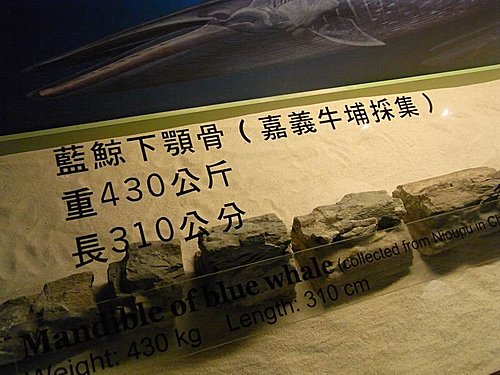 藍鯨下顎骨（嘉義牛埔採集）
重430公斤
長310公分
Mandible of blue whale (collected from Nioupu in C
Weight: 430 kg Length: 310 cm